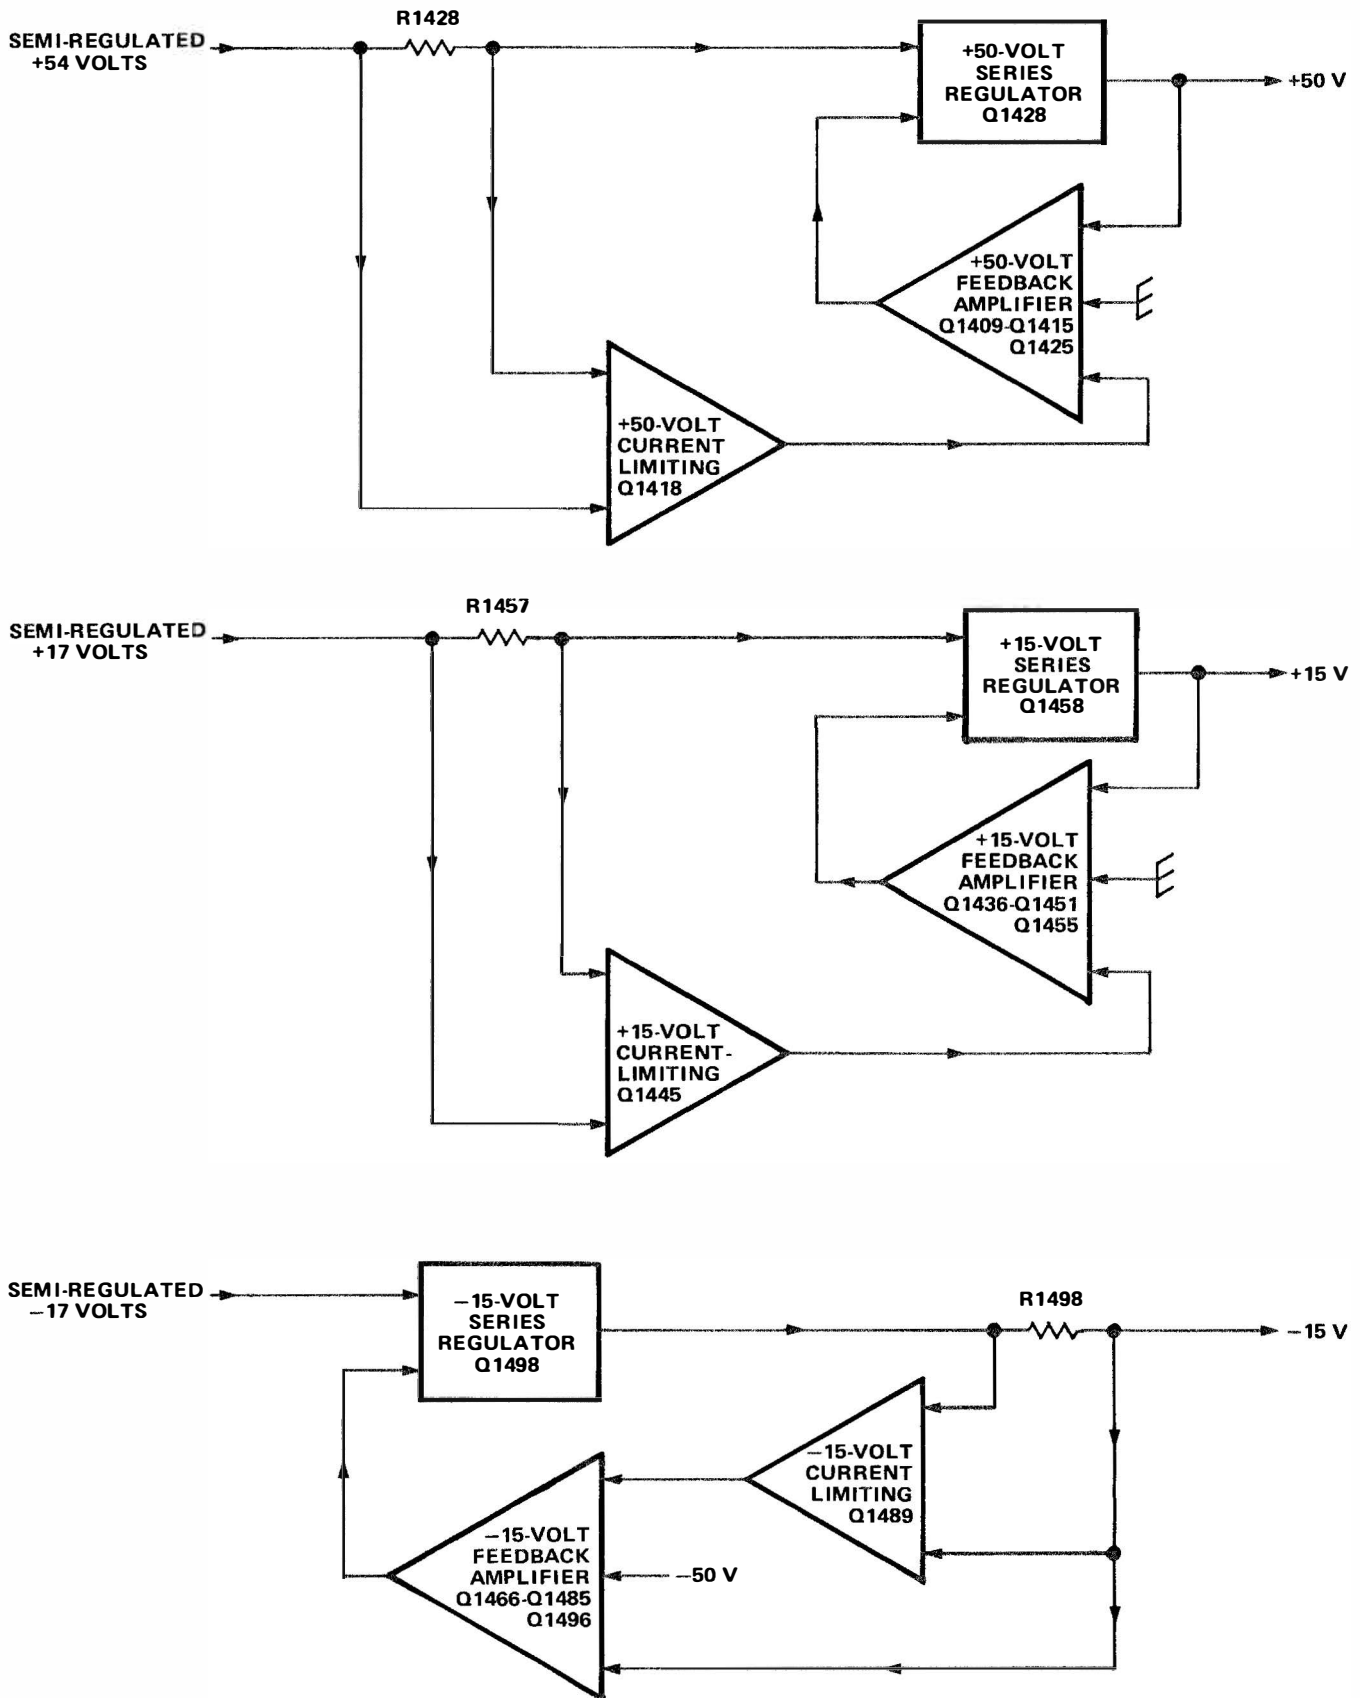 R1428
SEMI-REGULATED
+54 VOLTS
+50-VOLT
SERIES
REGULATOR
Q1428
+50 V
+50-VOLT
FEEDBACK
AMPLIFIER
Q1409-Q1415
Q1425
+50-VOLT
CURRENT
LIMITING
Q1418
R1457
SEMI-REGULATED
+17 VOLTS
+15-VOLT
SERIES
REGULATOR
Q1458
+15 V
+15-VOLT
FEEDBACK
AMPLIFIER
Q1436-Q1451
Q1455
+15-VOLT
CURRENT-
LIMITING
Q1445
SEMI-REGULATED
−17 VOLTS
−15-VOLT
SERIES
REGULATOR
Q1498
R1498
−15 V
−15-VOLT
CURRENT
LIMITING
Q1489
−15-VOLT
FEEDBACK
AMPLIFIER
Q1466-Q1485
Q1496
−50 V